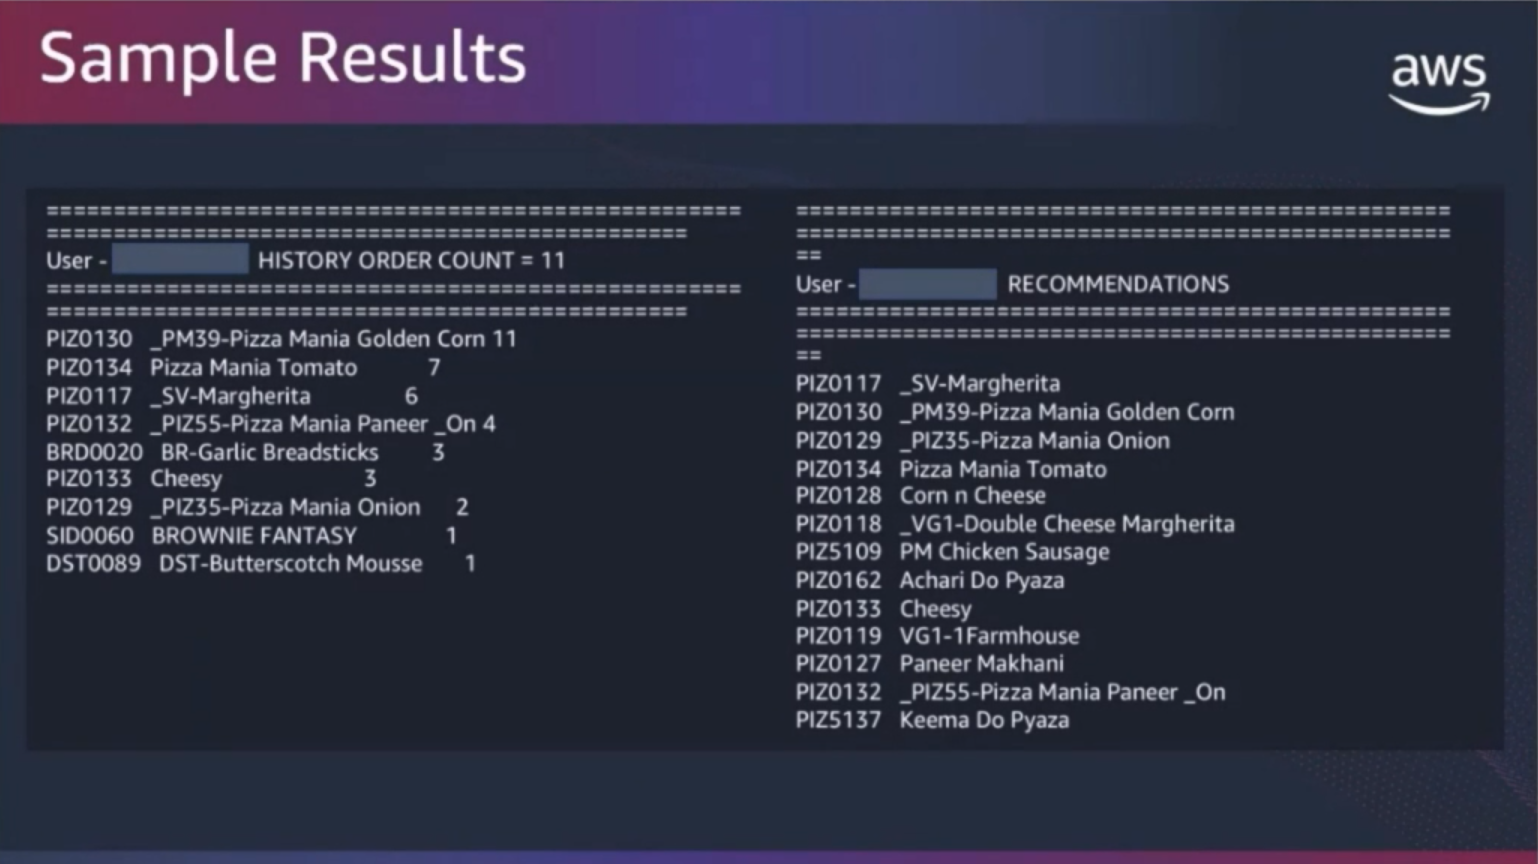 Sample Results
aws
==================================================
================================================
User - HISTORY ORDER COUNT = 11
====================================================
================================================
PIZ0130 _PM39-Pizza Mania Golden Corn 11
PIZ0134 Pizza Mania Tomato 7
PIZ0117 _SV-Margherita 6
PIZ0132 _PIZ55-Pizza Mania Paneer _On 4
BRD0020 BR-Garlic Breadsticks 3
PIZ0133 Cheesy 3
PIZ0129 _PIZ35-Pizza Mania Onion 2
SID0060 BROWNIE FANTASY 1
DST0089 DST-Butterscotch Mousse 1
=================================================
=================================================
==
User - RECOMMENDATIONS
=================================================
=================================================
==
PIZ0117 _SV-Margherita
PIZ0130 _PM39-Pizza Mania Golden Corn
PIZ0129 _PIZ35-Pizza Mania Onion
PIZ0134 Pizza Mania Tomato
PIZ0128 Corn n Cheese
PIZ0118 _VG1-Double Cheese Margherita
PIZ5109 PM Chicken Sausage
PIZ0162 Achari Do Pyaza
PIZ0133 Cheesy
PIZ0119 VG1-1Farmhouse
PIZ0127 Paneer Makhani
PIZ0132 _PIZ55-Pizza Mania Paneer _On
PIZ5137 Keema Do Pyaza